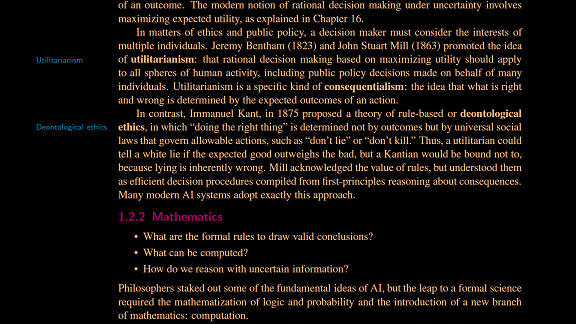 of an outcome. The modern notion of rational decision making under uncertainty involves
maximizing expected utility, as explained in Chapter 16.
In matters of ethics and public policy, a decision maker must consider the interests of
multiple individuals. Jeremy Bentham (1823) and John Stuart Mill (1863) promoted the idea
Utilitarianism
of utilitarianism: that rational decision making based on maximizing utility should apply
to all spheres of human activity, including public policy decisions made on behalf of many
individuals. Utilitarianism is a specific kind of consequentialism: the idea that what is right
and wrong is determined by the expected outcomes of an action.
In contrast, Immanuel Kant, in 1875 proposed a theory of rule-based or deontological
Deontological ethics
ethics, in which “doing the right thing” is determined not by outcomes but by universal social
laws that govern allowable actions, such as “don’t lie” or “don’t kill.” Thus, a utilitarian could
tell a white lie if the expected good outweighs the bad, but a Kantian would be bound not to,
because lying is inherently wrong. Mill acknowledged the value of rules, but understood them
as efficient decision procedures compiled from first-principles reasoning about consequences.
Many modern AI systems adopt exactly this approach.
1.2.2 Mathematics
• What are the formal rules to draw valid conclusions?
• What can be computed?
• How do we reason with uncertain information?
Philosophers staked out some of the fundamental ideas of AI, but the leap to a formal science
required the mathematization of logic and probability and the introduction of a new branch
of mathematics: computation.